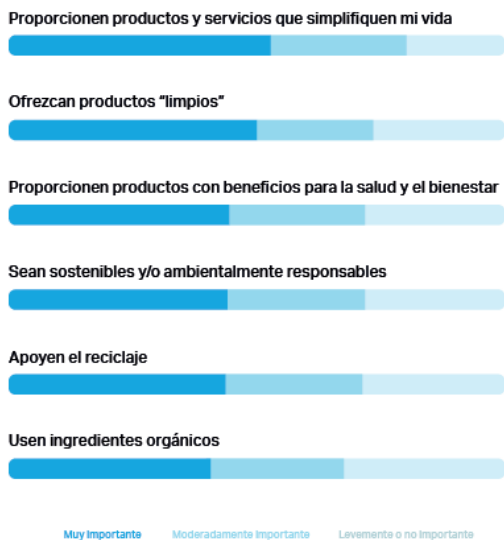 Proporcionen productos y servicios que simplifiquen mi vida
Ofrezcan productos “limpios”
Proporcionen productos con beneficios para la salud y el bienestar
Sean sostenibles y/o ambientalmente responsables
Apoyen el reciclaje
Usen ingredientes orgánicos
Muy Importante Moderadamente Importante Levemente o no Importante